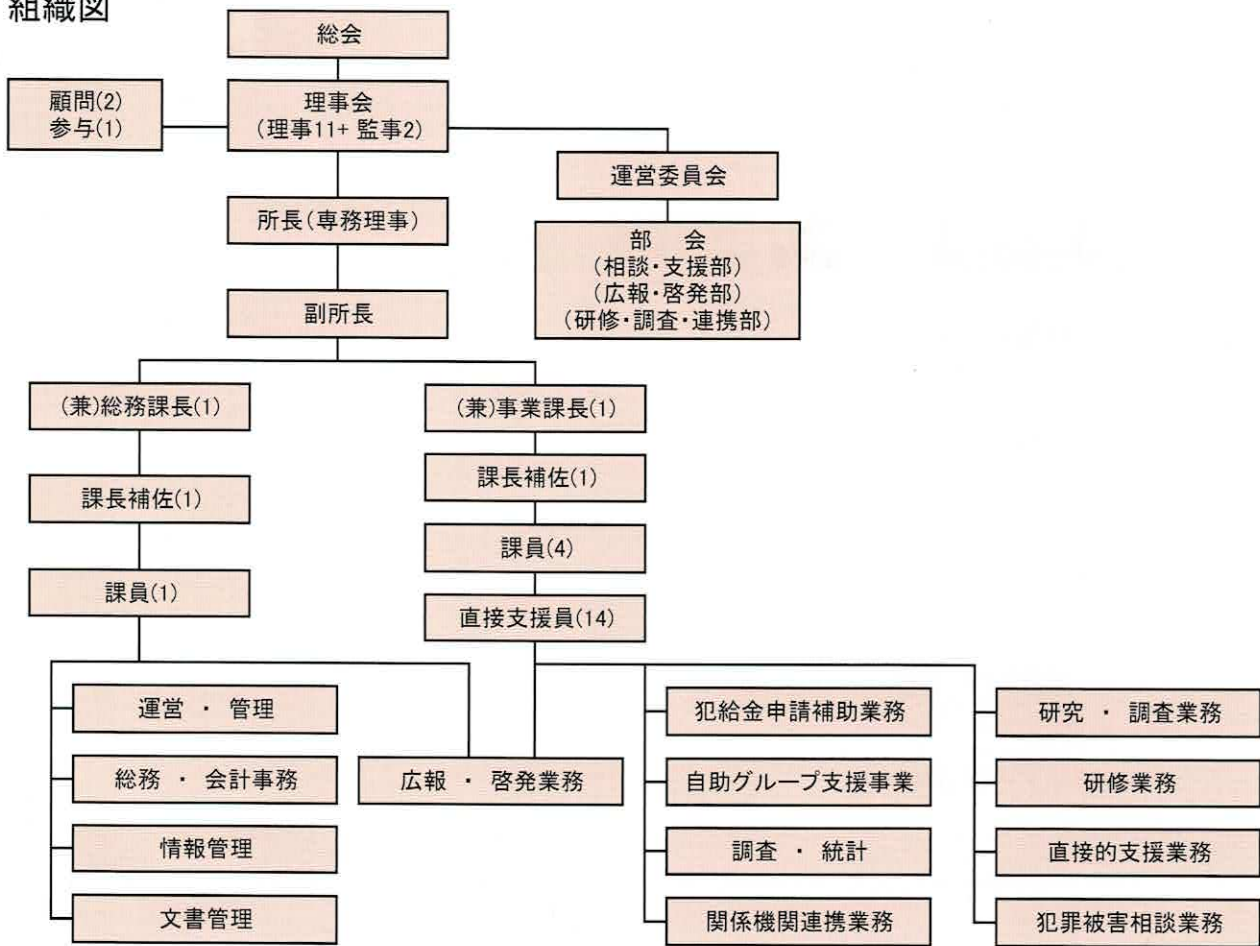 組織図
総会
顧問(2)
参与(1)
理事会
(理事11+ 監事2)
運営委員会
所長(専務理事)
部　会
(相談・支援部)
(広報・啓発部)
(研修・調査・連携部)
副所長
(兼)総務課長(1)
(兼)事業課長(1)
課長補佐(1)
課長補佐(1)
課員(4)
課員(1)
直接支援員(14)
運営 ・ 管理
総務 ・ 会計事務
情報管理
文書管理
広報 ・ 啓発業務
犯給金申請補助業務
自助グループ支援事業
調査 ・ 統計
関係機関連携業務
研究 ・ 調査業務
研修業務
直接的支援業務
犯罪被害相談業務